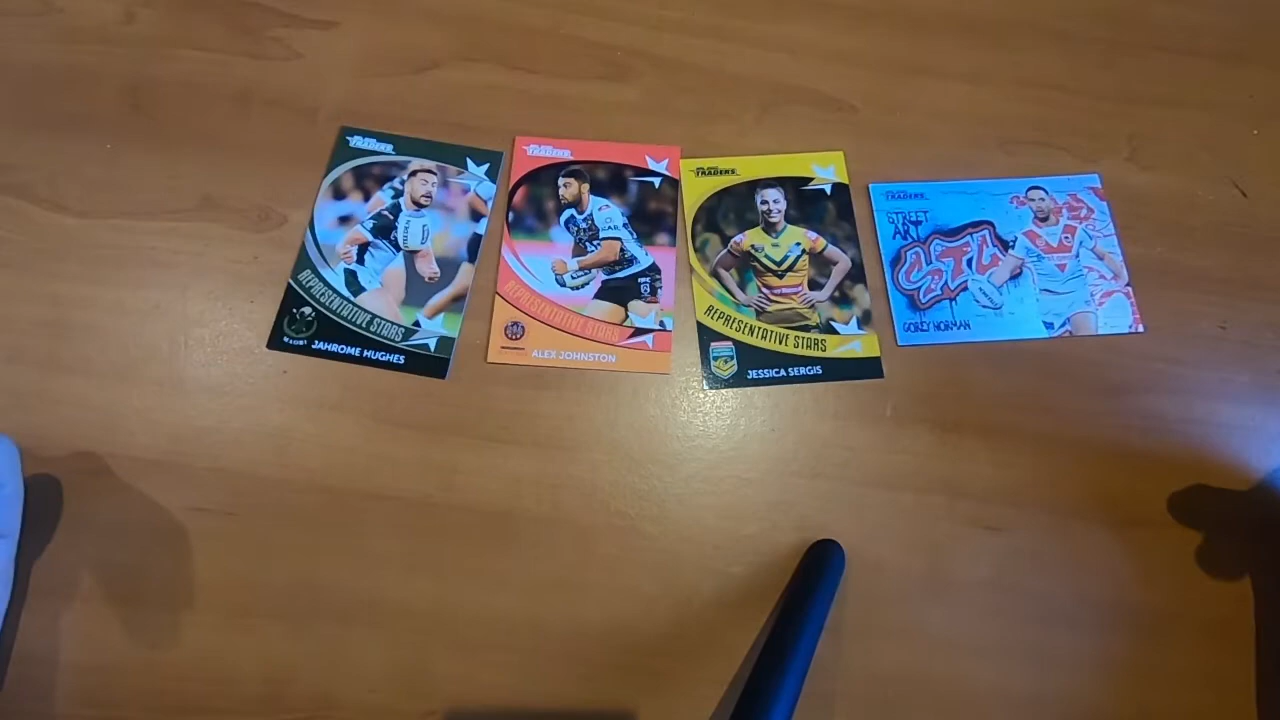 TRADERS
REPRESENTATIVE STARS
MAORI
JAHROME HUGHES
TRADERS
REPRESENTATIVE STARS
ALEX JOHNSTON
TRADERS
REPRESENTATIVE STARS
JESSICA SERGIS
TRADERS
STREET
ART
STG
COREY NORMAN